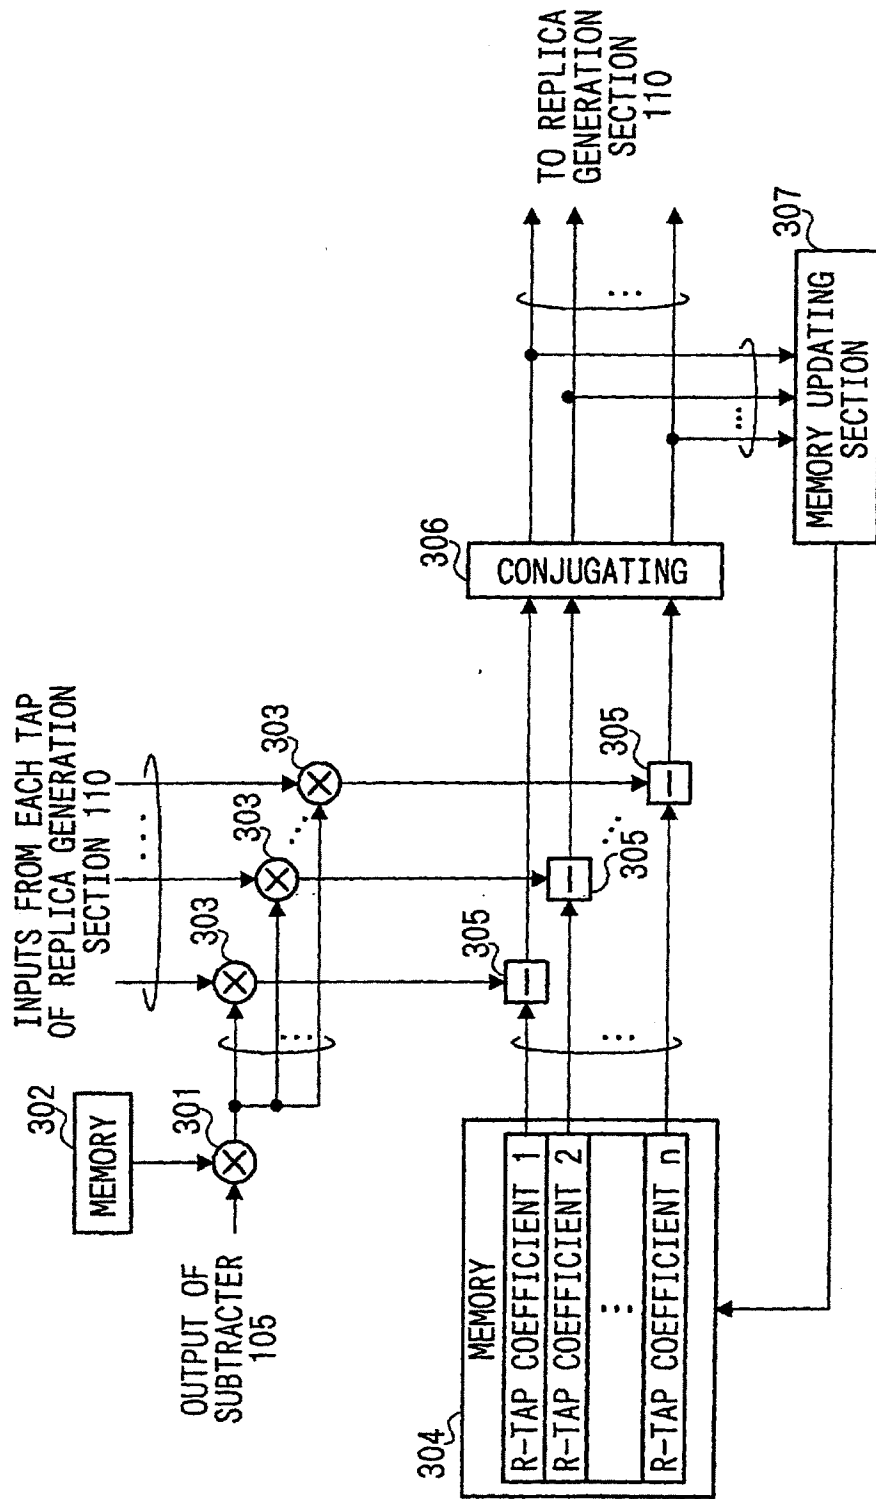 INPUTS FROM EACH TAP
OF REPLICA GENERATION
SECTION 110
...
302
MEMORY
301
303
303
303
...
...
OUTPUT OF
SUBTRACTER
105
305
305
305
...
...
304
MEMORY
R-TAP COEFFICIENT 1
R-TAP COEFFICIENT 2
...
R-TAP COEFFICIENT n
306
CONJUGATING
...
...
TO REPLICA
GENERATION
SECTION
110
307
MEMORY UPDATING
SECTION